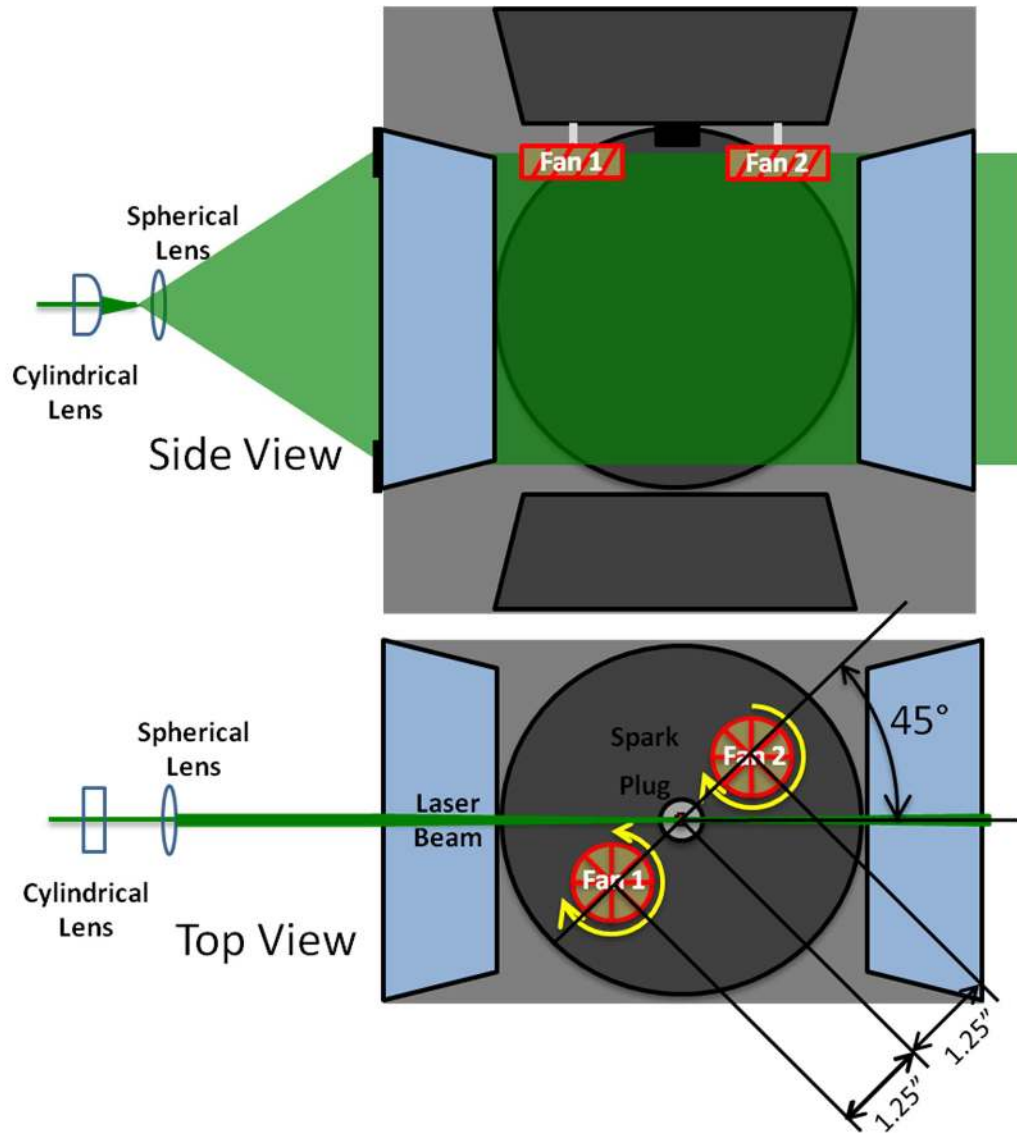 Fan 1
Fan 2
Spherical
Lens
Cylindrical
Lens
Side View
45°
Spherical
Lens
Spark
Fan 2
Plug
Laser
Beam
Fan 1
Cylindrical
Lens
Top View
1.25”
1.25”